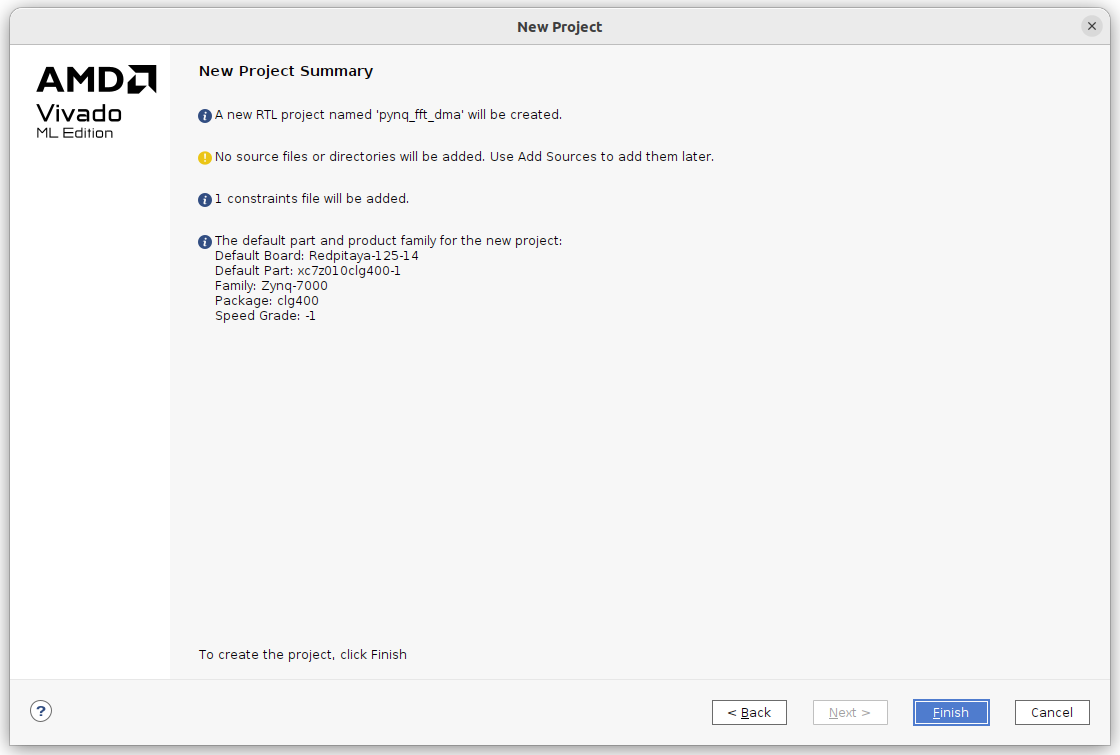 New Project
AMD
Vivado
ML Edition
New Project Summary
A new RTL project named 'pynq_fft_dma' will be created.
No source files or directories will be added. Use Add Sources to add them later.
1 constraints file will be added.
The default part and product family for the new project:
Default Board: Redpitaya-125-14
Default Part: xc7z010clg400-1
Family: Zynq-7000
Package: clg400
Speed Grade: -1
To create the project, click Finish
?
< Back
Next >
Finish
Cancel